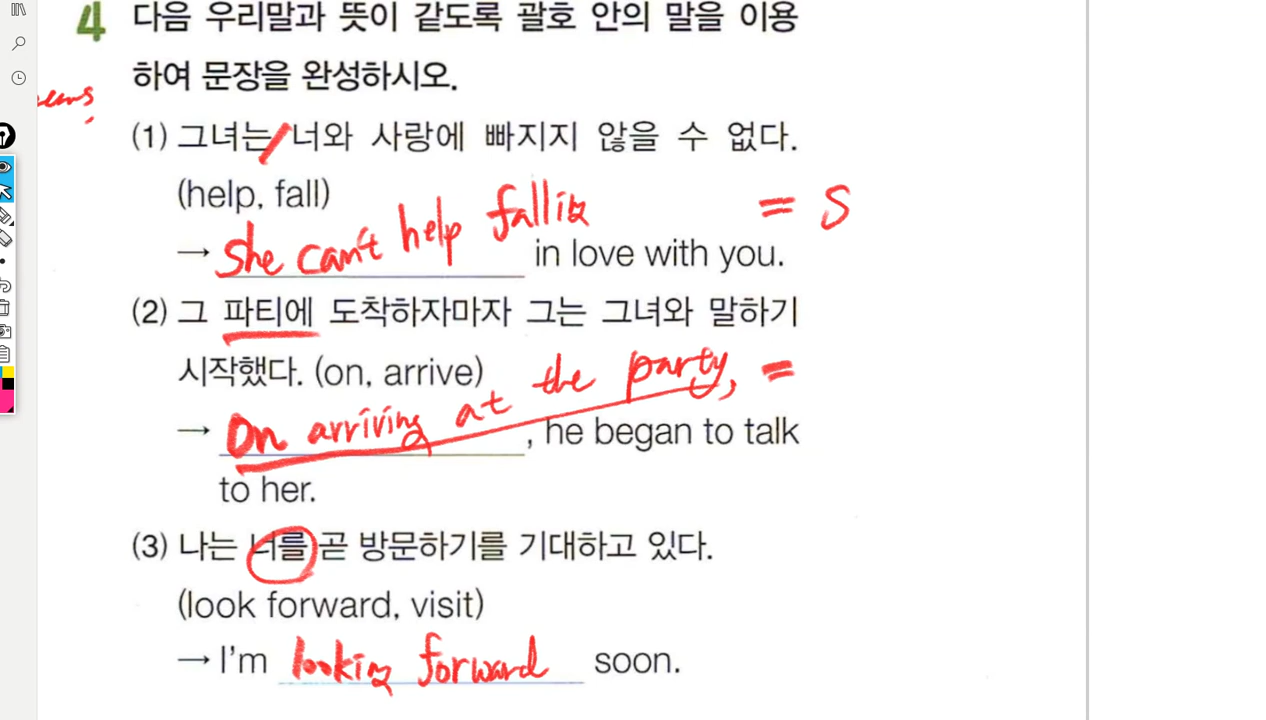 4 다음 우리말과 뜻이 같도록 괄호 안의 말을 이용
하여 문장을 완성하시오.
(1) 그녀는 너와 사랑에 빠지지 않을 수 없다.
(help, fall)
= S
→ She can't help falling in love with you.
(2) 그 파티에 도착하자마자 그는 그녀와 말하기
시작했다. (on, arrive)
→ On arriving at the party, =
, he began to talk
to her.
(3) 나는 너를 곧 방문하기를 기대하고 있다.
(look forward, visit)
→ I'm looking forward soon.